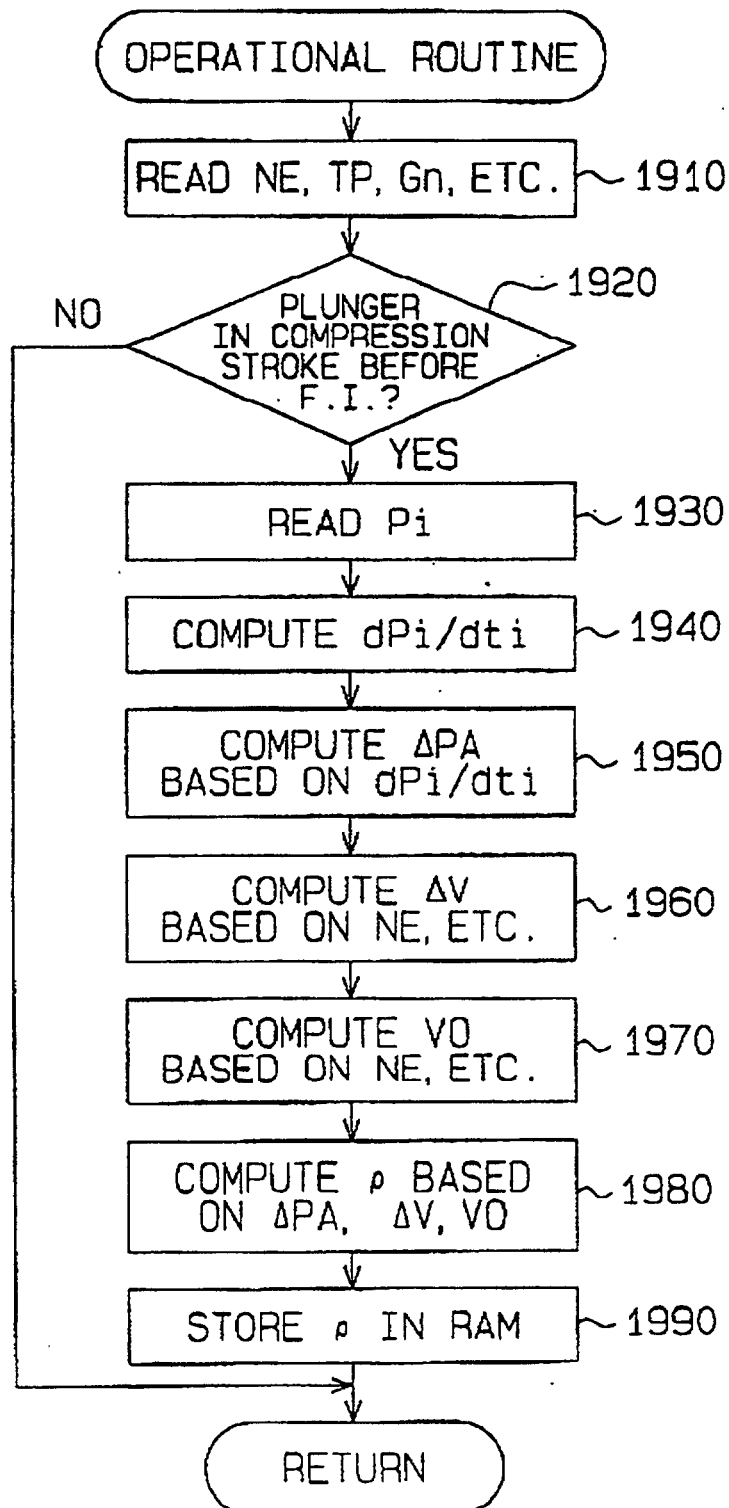 OPERATIONAL ROUTINE
READ NE, TP, Gn, ETC.
1910
1920
NO
PLUNGER
IN COMPRESSION
STROKE BEFORE
F.I.?
YES
READ Pi
1930
COMPUTE dPi/dti
1940
COMPUTE ΔPA
BASED ON dPi/dti
1950
COMPUTE ΔV
BASED ON NE, ETC.
1960
COMPUTE VO
BASED ON NE, ETC.
1970
COMPUTE ρ BASED
ON ΔPA, ΔV, VO
1980
STORE ρ IN RAM
1990
RETURN